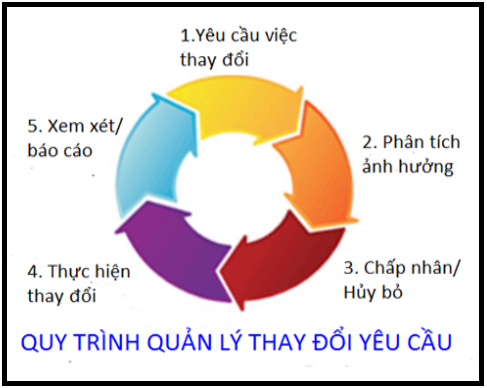 1.Yêu cầu việc
thay đổi
2. Phân tích
ảnh hưởng
3. Chấp nhân/
Hủy bỏ
4. Thực hiện
thay đổi
5. Xem xét/
báo cáo
QUY TRÌNH QUẢN LÝ THAY ĐỔI YÊU CẦU